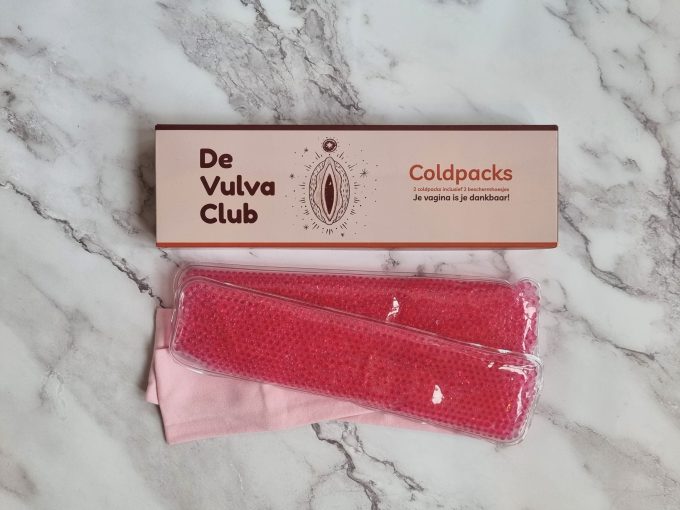 De
Vulva
Club
Coldpacks
2 coldpacks inclusief 2 beschermhoesjes
Je vagina is je dankbaar!